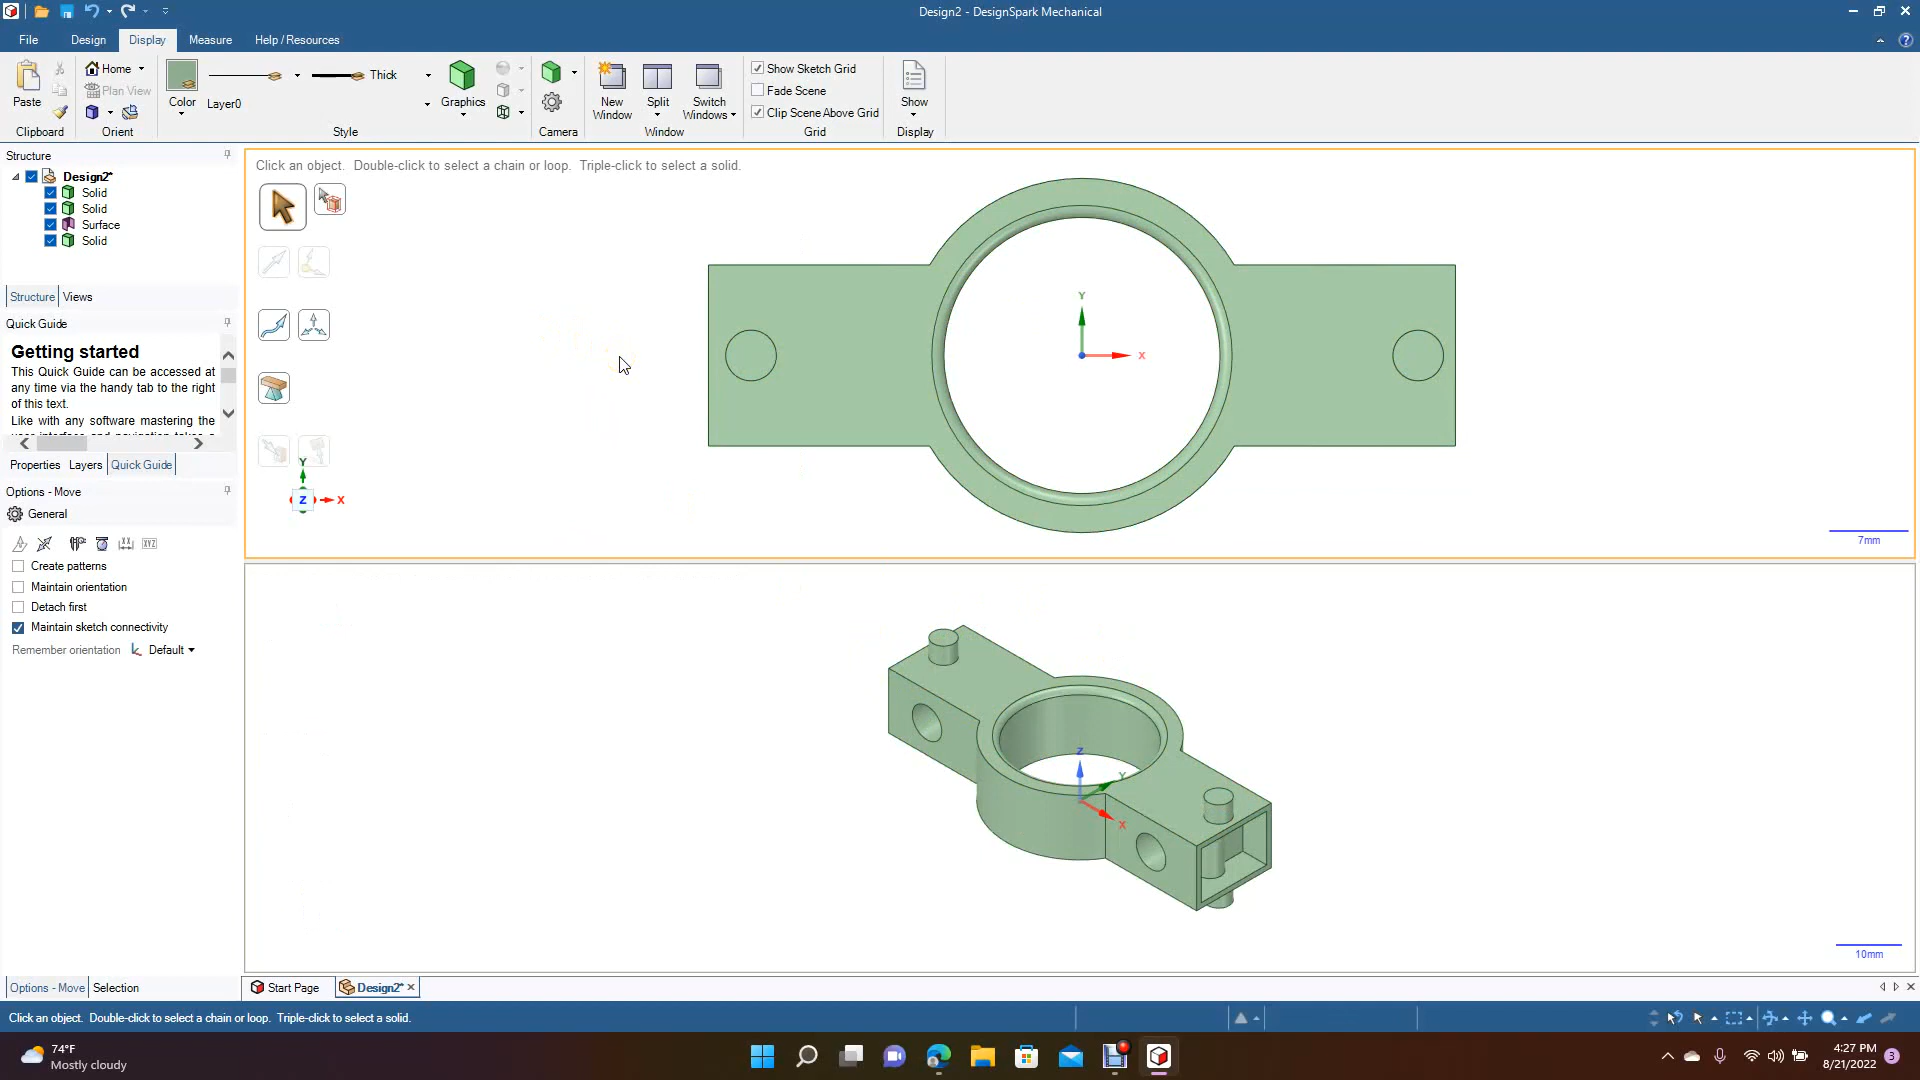 Design2 - DesignSpark Mechanical
File Design Display Measure Help / Resources
Paste
Clipboard
Home
Plan View
Orient
Color
Layer0
Thick
Style
Graphics
Camera
New Window
Split
Switch Windows
Window
Show Sketch Grid
Fade Scene
Clip Scene Above Grid
Grid
Show
Display
Structure
Design2*
Solid
Solid
Surface
Solid
Structure Views
Quick Guide
Getting started
This Quick Guide can be accessed at
any time via the handy tab to the right
of this text.
Like with any software mastering the
Properties Layers Quick Guide
Options - Move
General
Create patterns
Maintain orientation
Detach first
Maintain sketch connectivity
Remember orientation Default
Options - Move Selection
Click an object. Double-click to select a chain or loop. Triple-click to select a solid.
Y
X
Y
Z X
7mm
Z
Y
X
10mm
Start Page Design2*
Click an object. Double-click to select a chain or loop. Triple-click to select a solid.
74°F
Mostly cloudy
4:27 PM
8/21/2022
3